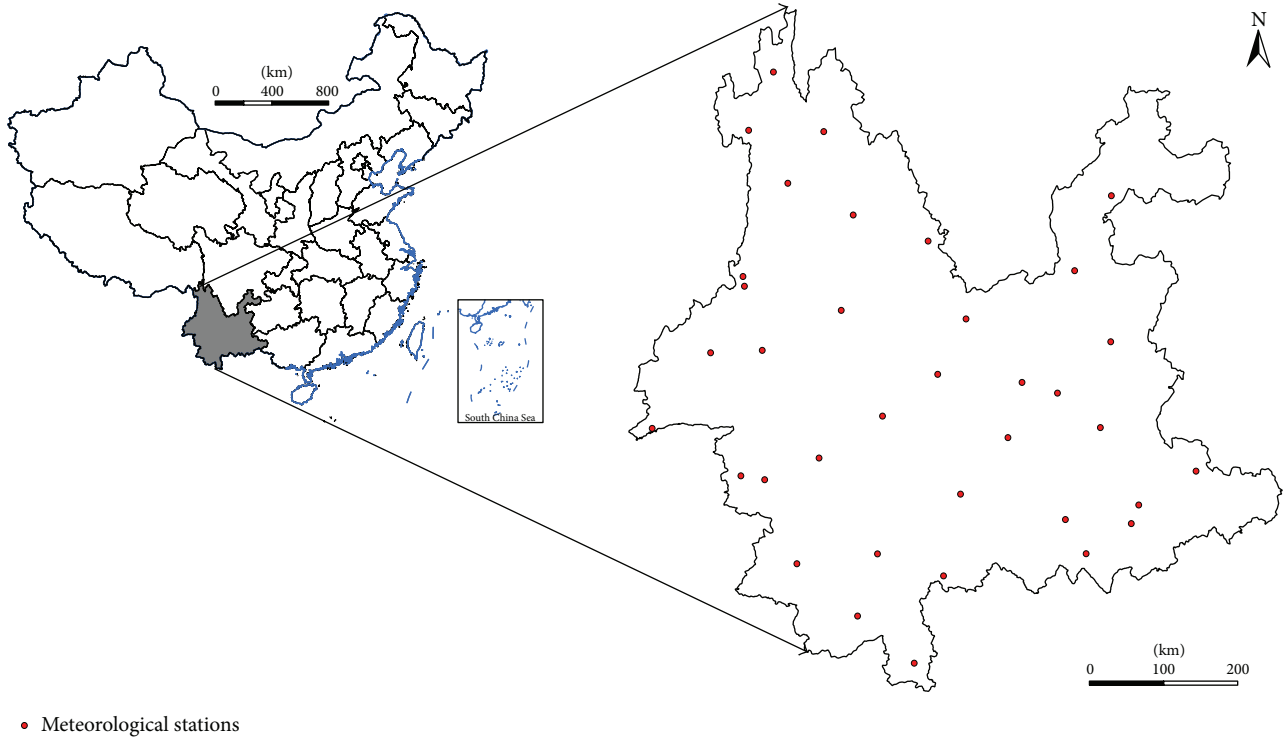 N
(km)
0 400 800
South China Sea
(km)
0 100 200
Meteorological stations